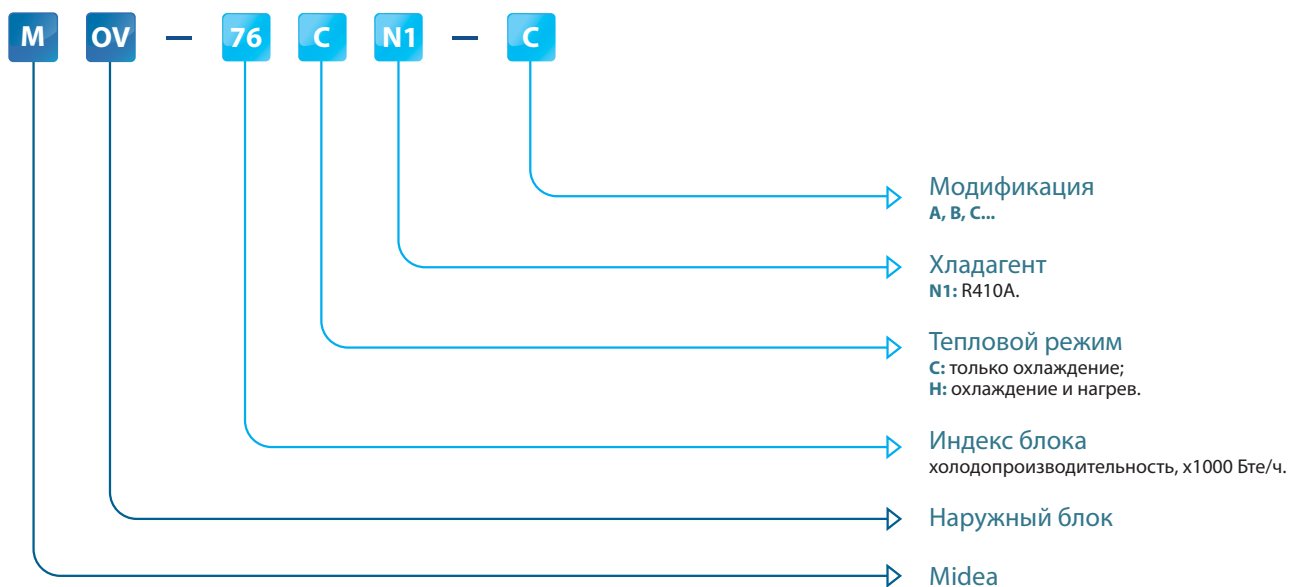 M OV — 76 C N1 — C
Модификация
A, B, C...
Хладагент
N1: R410A.
Тепловой режим
C: только охлаждение;
H: охлаждение и нагрев.
Индекс блока
холодопроизводительность, х1000 Бте/ч.
Наружный блок
Midea